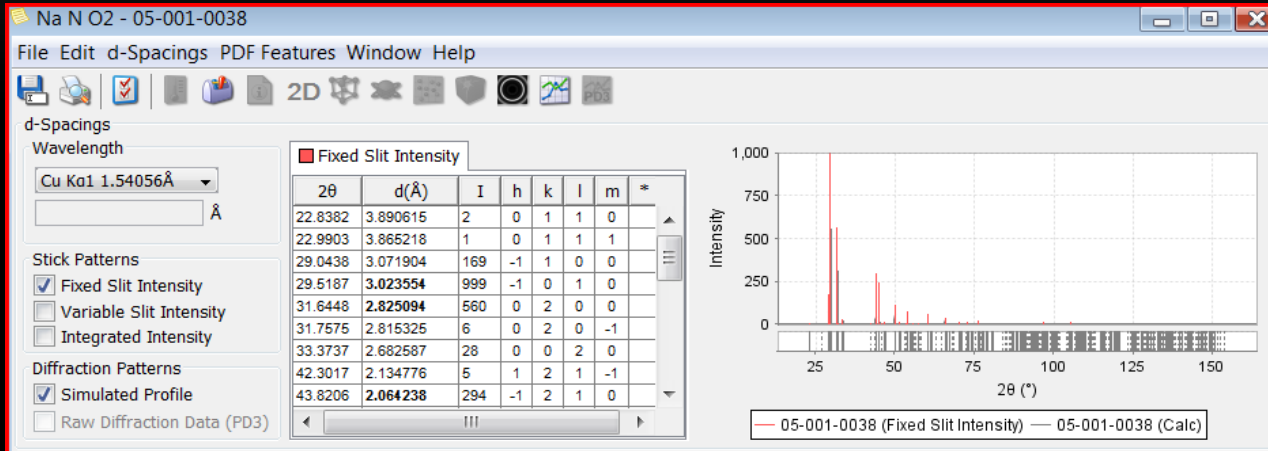 Na N O2 - 05-001-0038
File Edit d-Spacings PDF Features Window Help
2D
PD3
d-Spacings
Wavelength
Cu Kα1 1.54056Å
Å
Stick Patterns
Fixed Slit Intensity
Variable Slit Intensity
Integrated Intensity
Diffraction Patterns
Simulated Profile
Raw Diffraction Data (PD3)
Fixed Slit Intensity
2θ d(Å) I h k l m *
22.8382 3.890615 2 0 1 1 0
22.9903 3.865218 1 0 1 1 1
29.0438 3.071904 169 -1 1 0 0
29.5187 3.023554 999 -1 0 1 0
31.6448 2.825094 560 0 2 0 0
31.7575 2.815325 6 0 2 0 -1
33.3737 2.682587 28 0 0 2 0
42.3017 2.134776 5 1 2 1 -1
43.8206 2.064238 294 -1 2 1 0
Intensity
1,000
750
500
250
0
25 50 75 100 125 150
2θ (°)
05-001-0038 (Fixed Slit Intensity) 05-001-0038 (Calc)